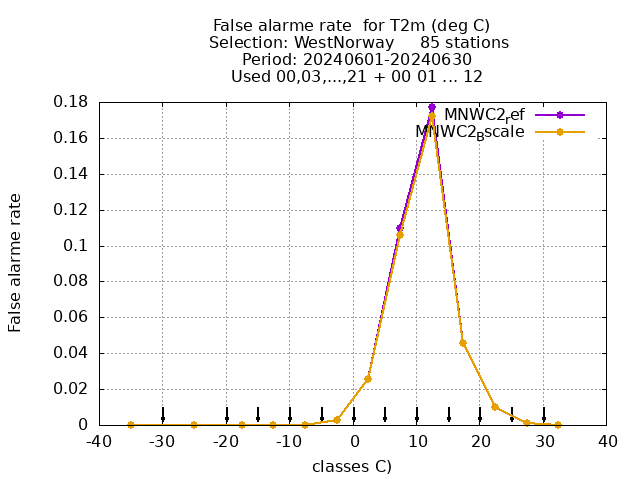 False alarme rate  for T2m (deg C)
Selection: WestNorway     85 stations
Period: 20240601-20240630
Used 00,03,...,21 + 00 01 ... 12
0.18
0.16
0.14
0.12
0.1
0.08
0.06
0.04
0.02
0
False alarme rate
MNWC2ref
MNWC2Bscale
-40 -30 -20 -10 0 10 20 30 40
classes C)